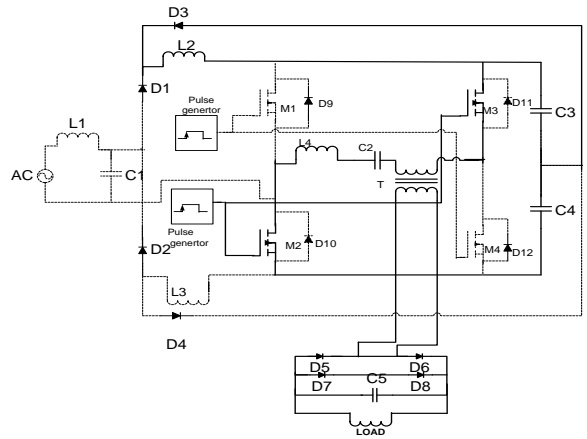 D3
L2
D1
Pulse
genertor
M1
D9
M3
D11
C3
L1
L4
C2
AC
C1
T
C4
Pulse
genertor
D2
M2
D10
M4
D12
L3
D4
D5
D6
D7
C5
D8
LOAD